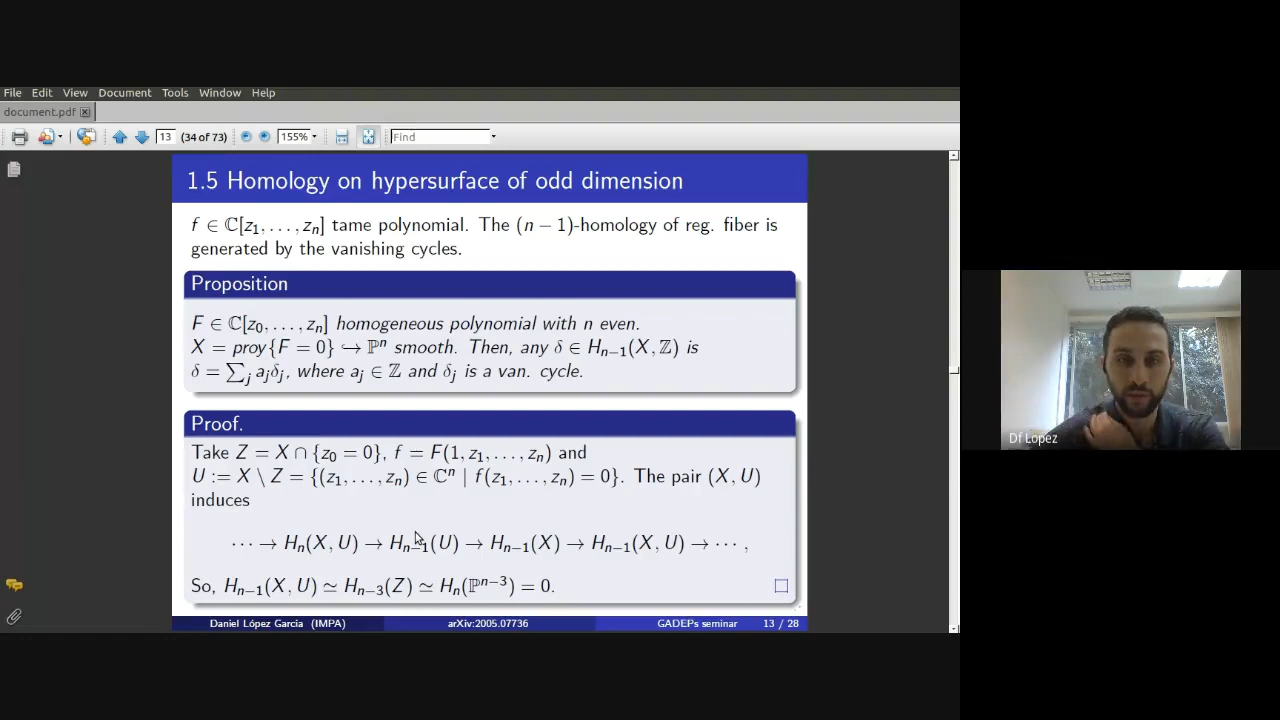 File Edit View Document Tools Window Help
document.pdf
13 (34 of 73) 155% Find
1.5 Homology on hypersurface of odd dimension
f ∈ ℂ[z₁, . . . , zₙ] tame polynomial. The (n − 1)-homology of reg. fiber is
generated by the vanishing cycles.
Proposition
F ∈ ℂ[z₀, . . . , zₙ] homogeneous polynomial with n even.
X = proy{F = 0} ↪ ℙⁿ smooth. Then, any δ ∈ Hₙ₋₁(X, ℤ) is
δ = ∑ⱼ aⱼδⱼ, where aⱼ ∈ ℤ and δⱼ is a van. cycle.
Proof.
Take Z = X ∩ {z₀ = 0}, f = F(1, z₁, . . . , zₙ) and
U := X \ Z = {(z₁, . . . , zₙ) ∈ ℂⁿ | f(z₁, . . . , zₙ) = 0}. The pair (X, U)
induces
· · · → Hₙ(X, U) → Hₙ₋₁(U) → Hₙ₋₁(X) → Hₙ₋₁(X, U) → · · · ,
So, Hₙ₋₁(X, U) ≃ Hₙ₋₃(Z) ≃ Hₙ(ℙⁿ⁻³) = 0. □
Daniel López Garcia (IMPA) arXiv:2005.07736 GADEPs seminar 13 / 28
Df Lopez